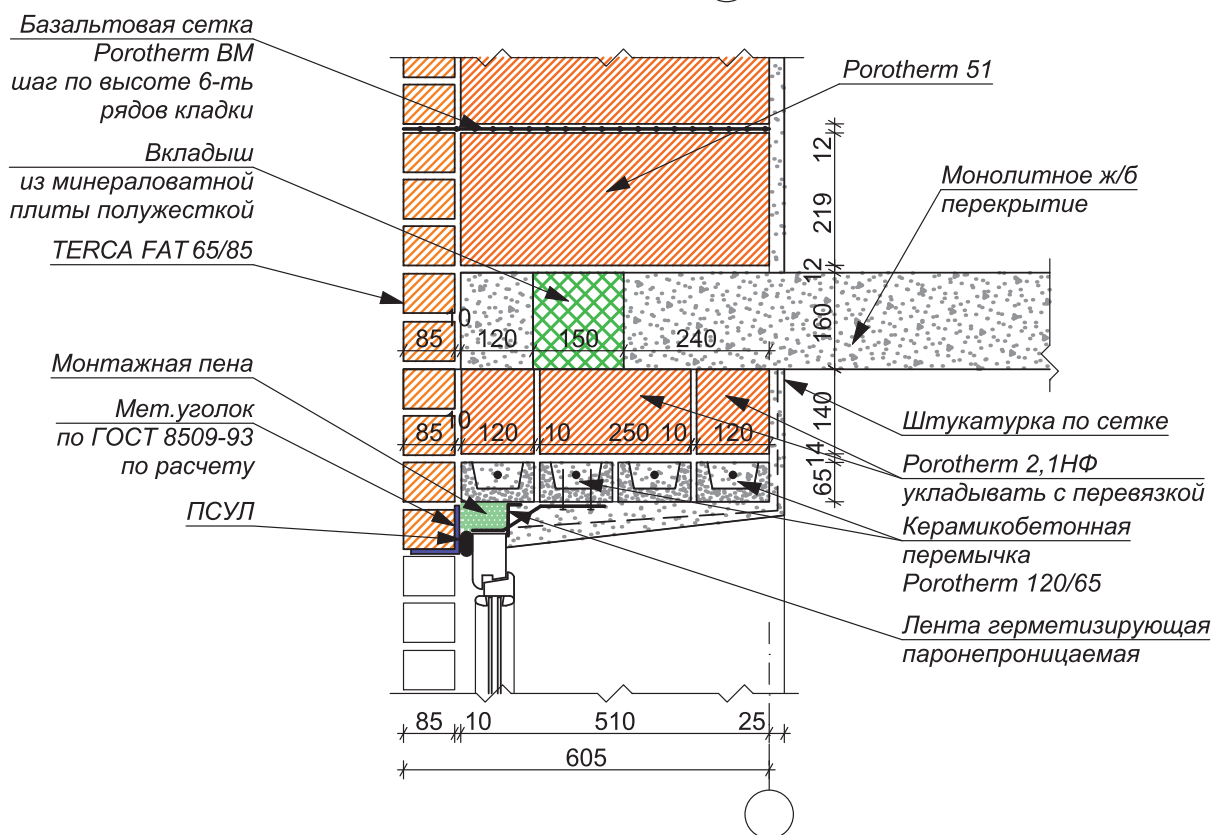 Базальтовая сетка
Porotherm BM
шаг по высоте 6-ть
рядов кладки
Вкладыш
из минераловатной
плиты полужесткой
TERCA FAT 65/85
Монтажная пена
Мет.уголок
по ГОСТ 8509-93
по расчету
ПСУЛ
Porotherm 51
Монолитное ж/б
перекрытие
Штукатурка по сетке
Porotherm 2,1НФ
укладывать с перевязкой
Керамикобетонная
перемычка
Porotherm 120/65
Лента герметизирующая
паронепроницаемая
12
219
12
160
140
14
65
85 10 120 150 240
85 10 120 10 250 10 120
85 10 510 25
605